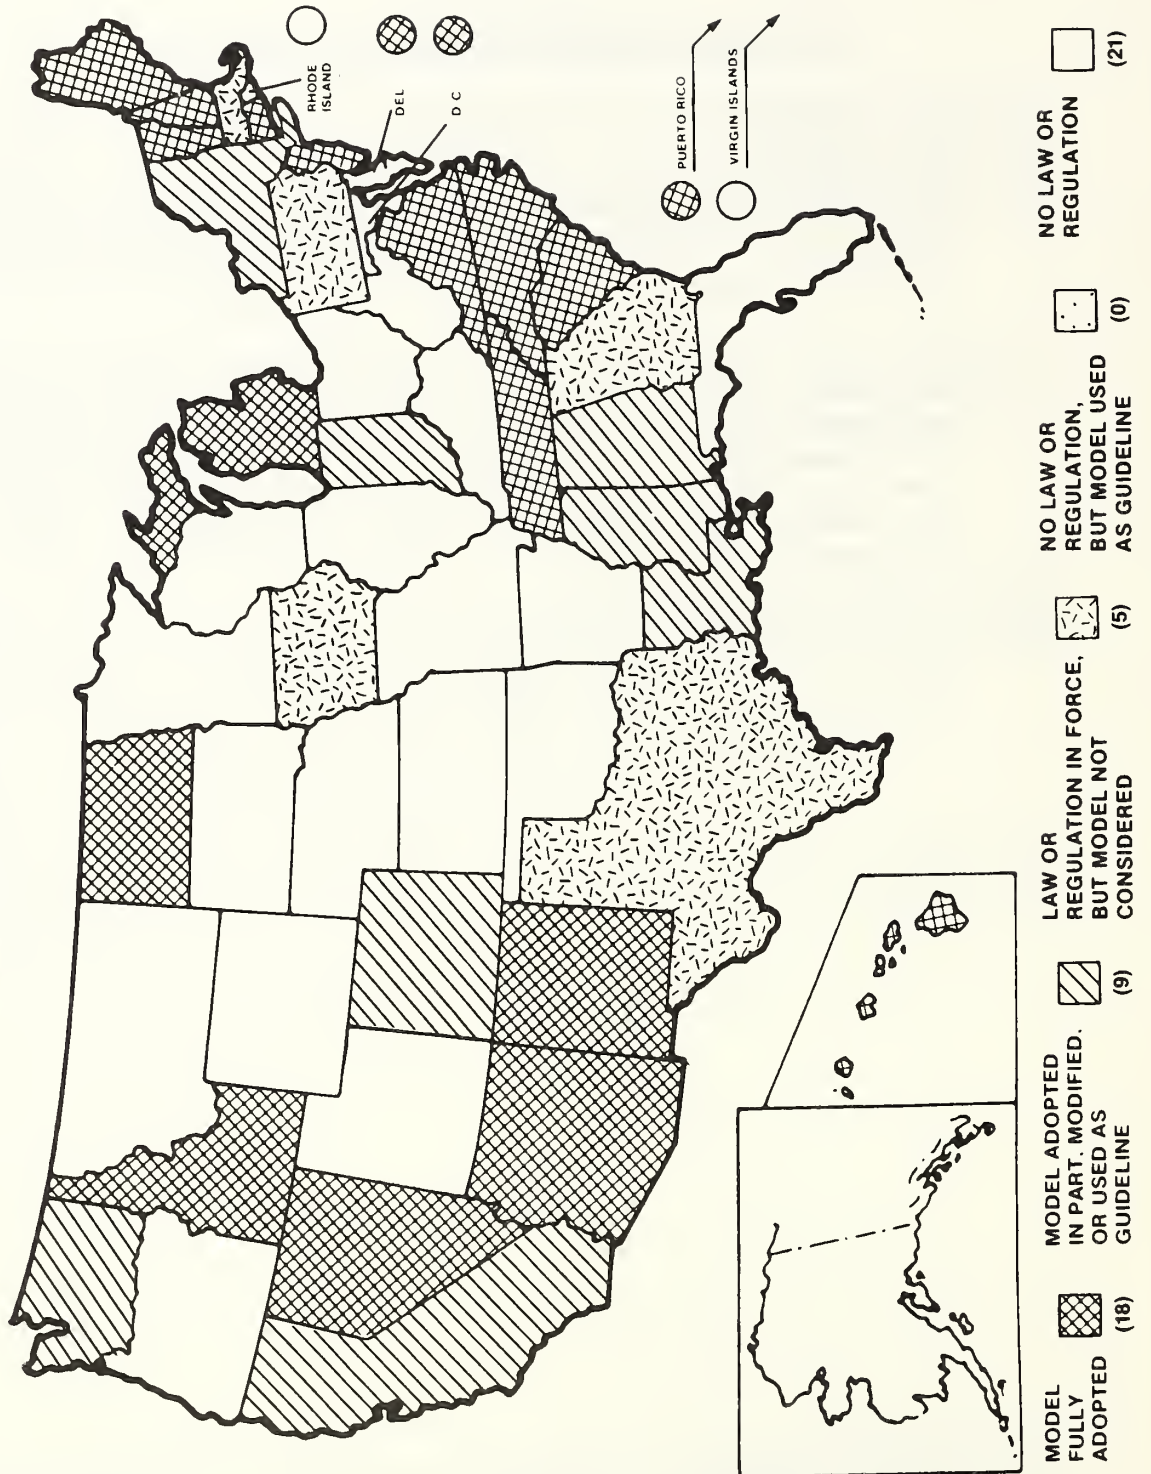 RHODE
ISLAND
DEL
D C
PUERTO RICO
VIRGIN ISLANDS
MODEL
FULLY
ADOPTED
(18)
MODEL ADOPTED
IN PART. MODIFIED.
OR USED AS
GUIDELINE
(9)
LAW OR
REGULATION IN FORCE,
BUT MODEL NOT
CONSIDERED
(5)
NO LAW OR
REGULATION,
BUT MODEL USED
AS GUIDELINE
(0)
NO LAW OR
REGULATION
(21)